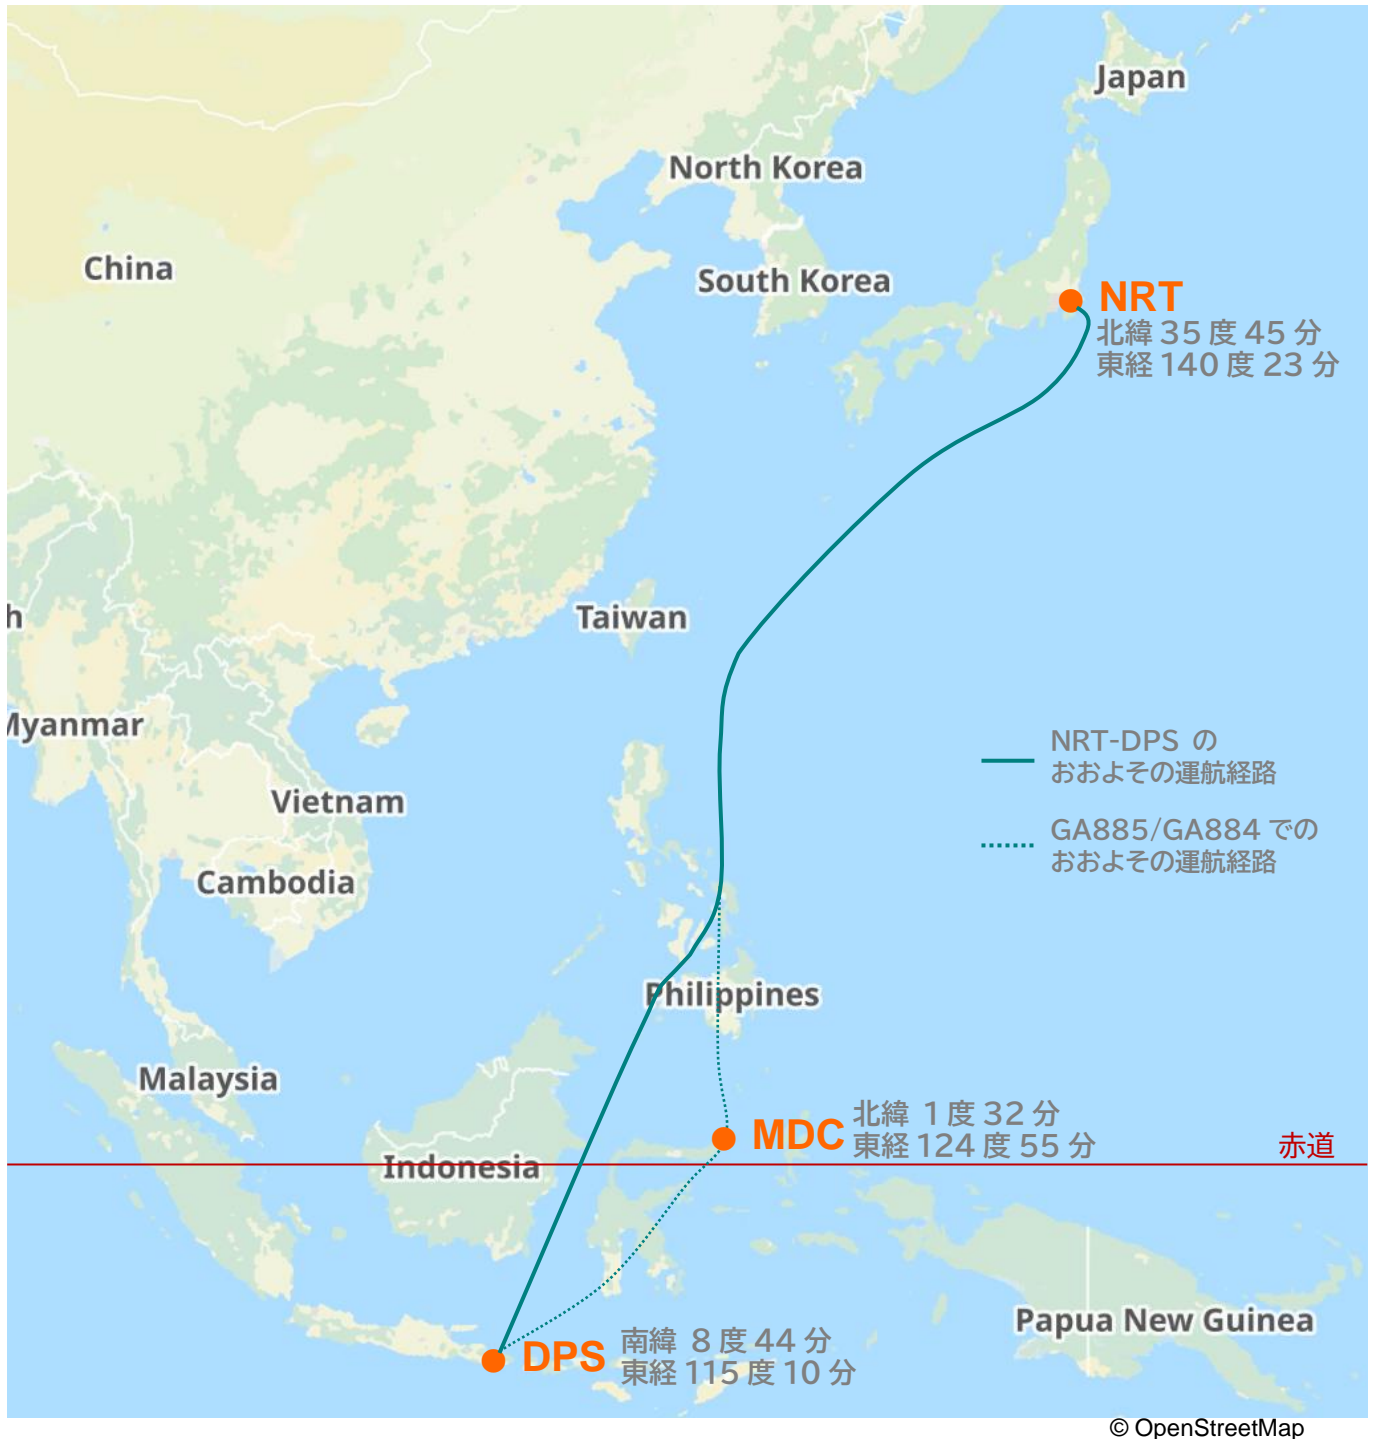 Japan
North Korea
China
South Korea
NRT
北緯 35 度 45 分
東経 140 度 23 分
Taiwan
h
Myanmar
NRT-DPS の
おおよその運航経路
Vietnam
GA885/GA884 での
おおよその運航経路
Cambodia
Philippines
Malaysia
MDC
北緯 1 度 32 分
東経 124 度 55 分
赤道
Indonesia
Papua New Guinea
DPS
南緯 8 度 44 分
東経 115 度 10 分
© OpenStreetMap